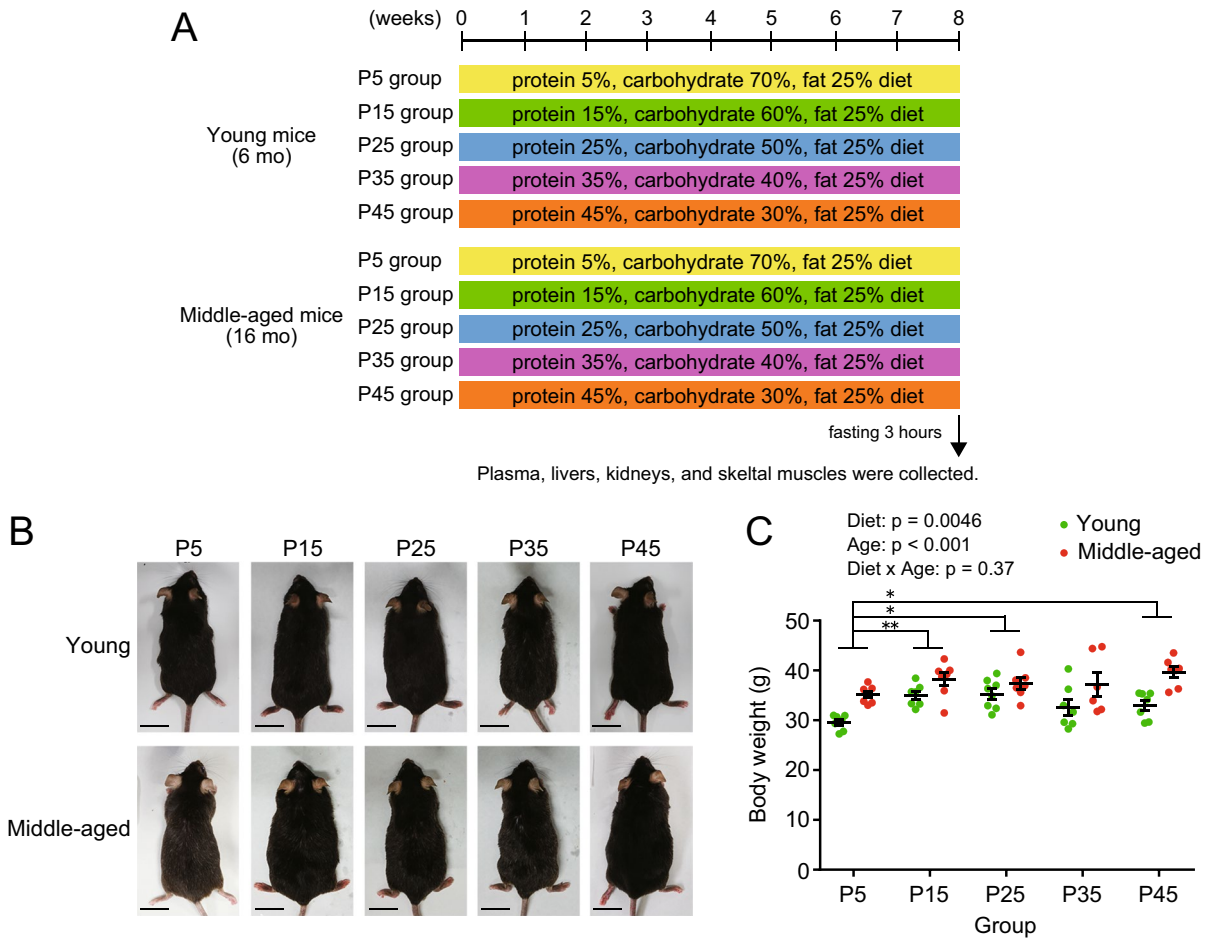 A
(weeks) 0 1 2 3 4 5 6 7 8
P5 group protein 5%, carbohydrate 70%, fat 25% diet
P15 group protein 15%, carbohydrate 60%, fat 25% diet
Young mice
(6 mo)
P25 group protein 25%, carbohydrate 50%, fat 25% diet
P35 group protein 35%, carbohydrate 40%, fat 25% diet
P45 group protein 45%, carbohydrate 30%, fat 25% diet
P5 group protein 5%, carbohydrate 70%, fat 25% diet
P15 group protein 15%, carbohydrate 60%, fat 25% diet
Middle-aged mice
(16 mo)
P25 group protein 25%, carbohydrate 50%, fat 25% diet
P35 group protein 35%, carbohydrate 40%, fat 25% diet
P45 group protein 45%, carbohydrate 30%, fat 25% diet
fasting 3 hours
Plasma, livers, kidneys, and skeltal muscles were collected.
B
P5 P15 P25 P35 P45
Young
Middle-aged
C
Diet: p = 0.0046
Age: p < 0.001
Diet x Age: p = 0.37
Young
Middle-aged
*
*
**
50
40
30
20
10
0
Body weight (g)
P5 P15 P25 P35 P45
Group